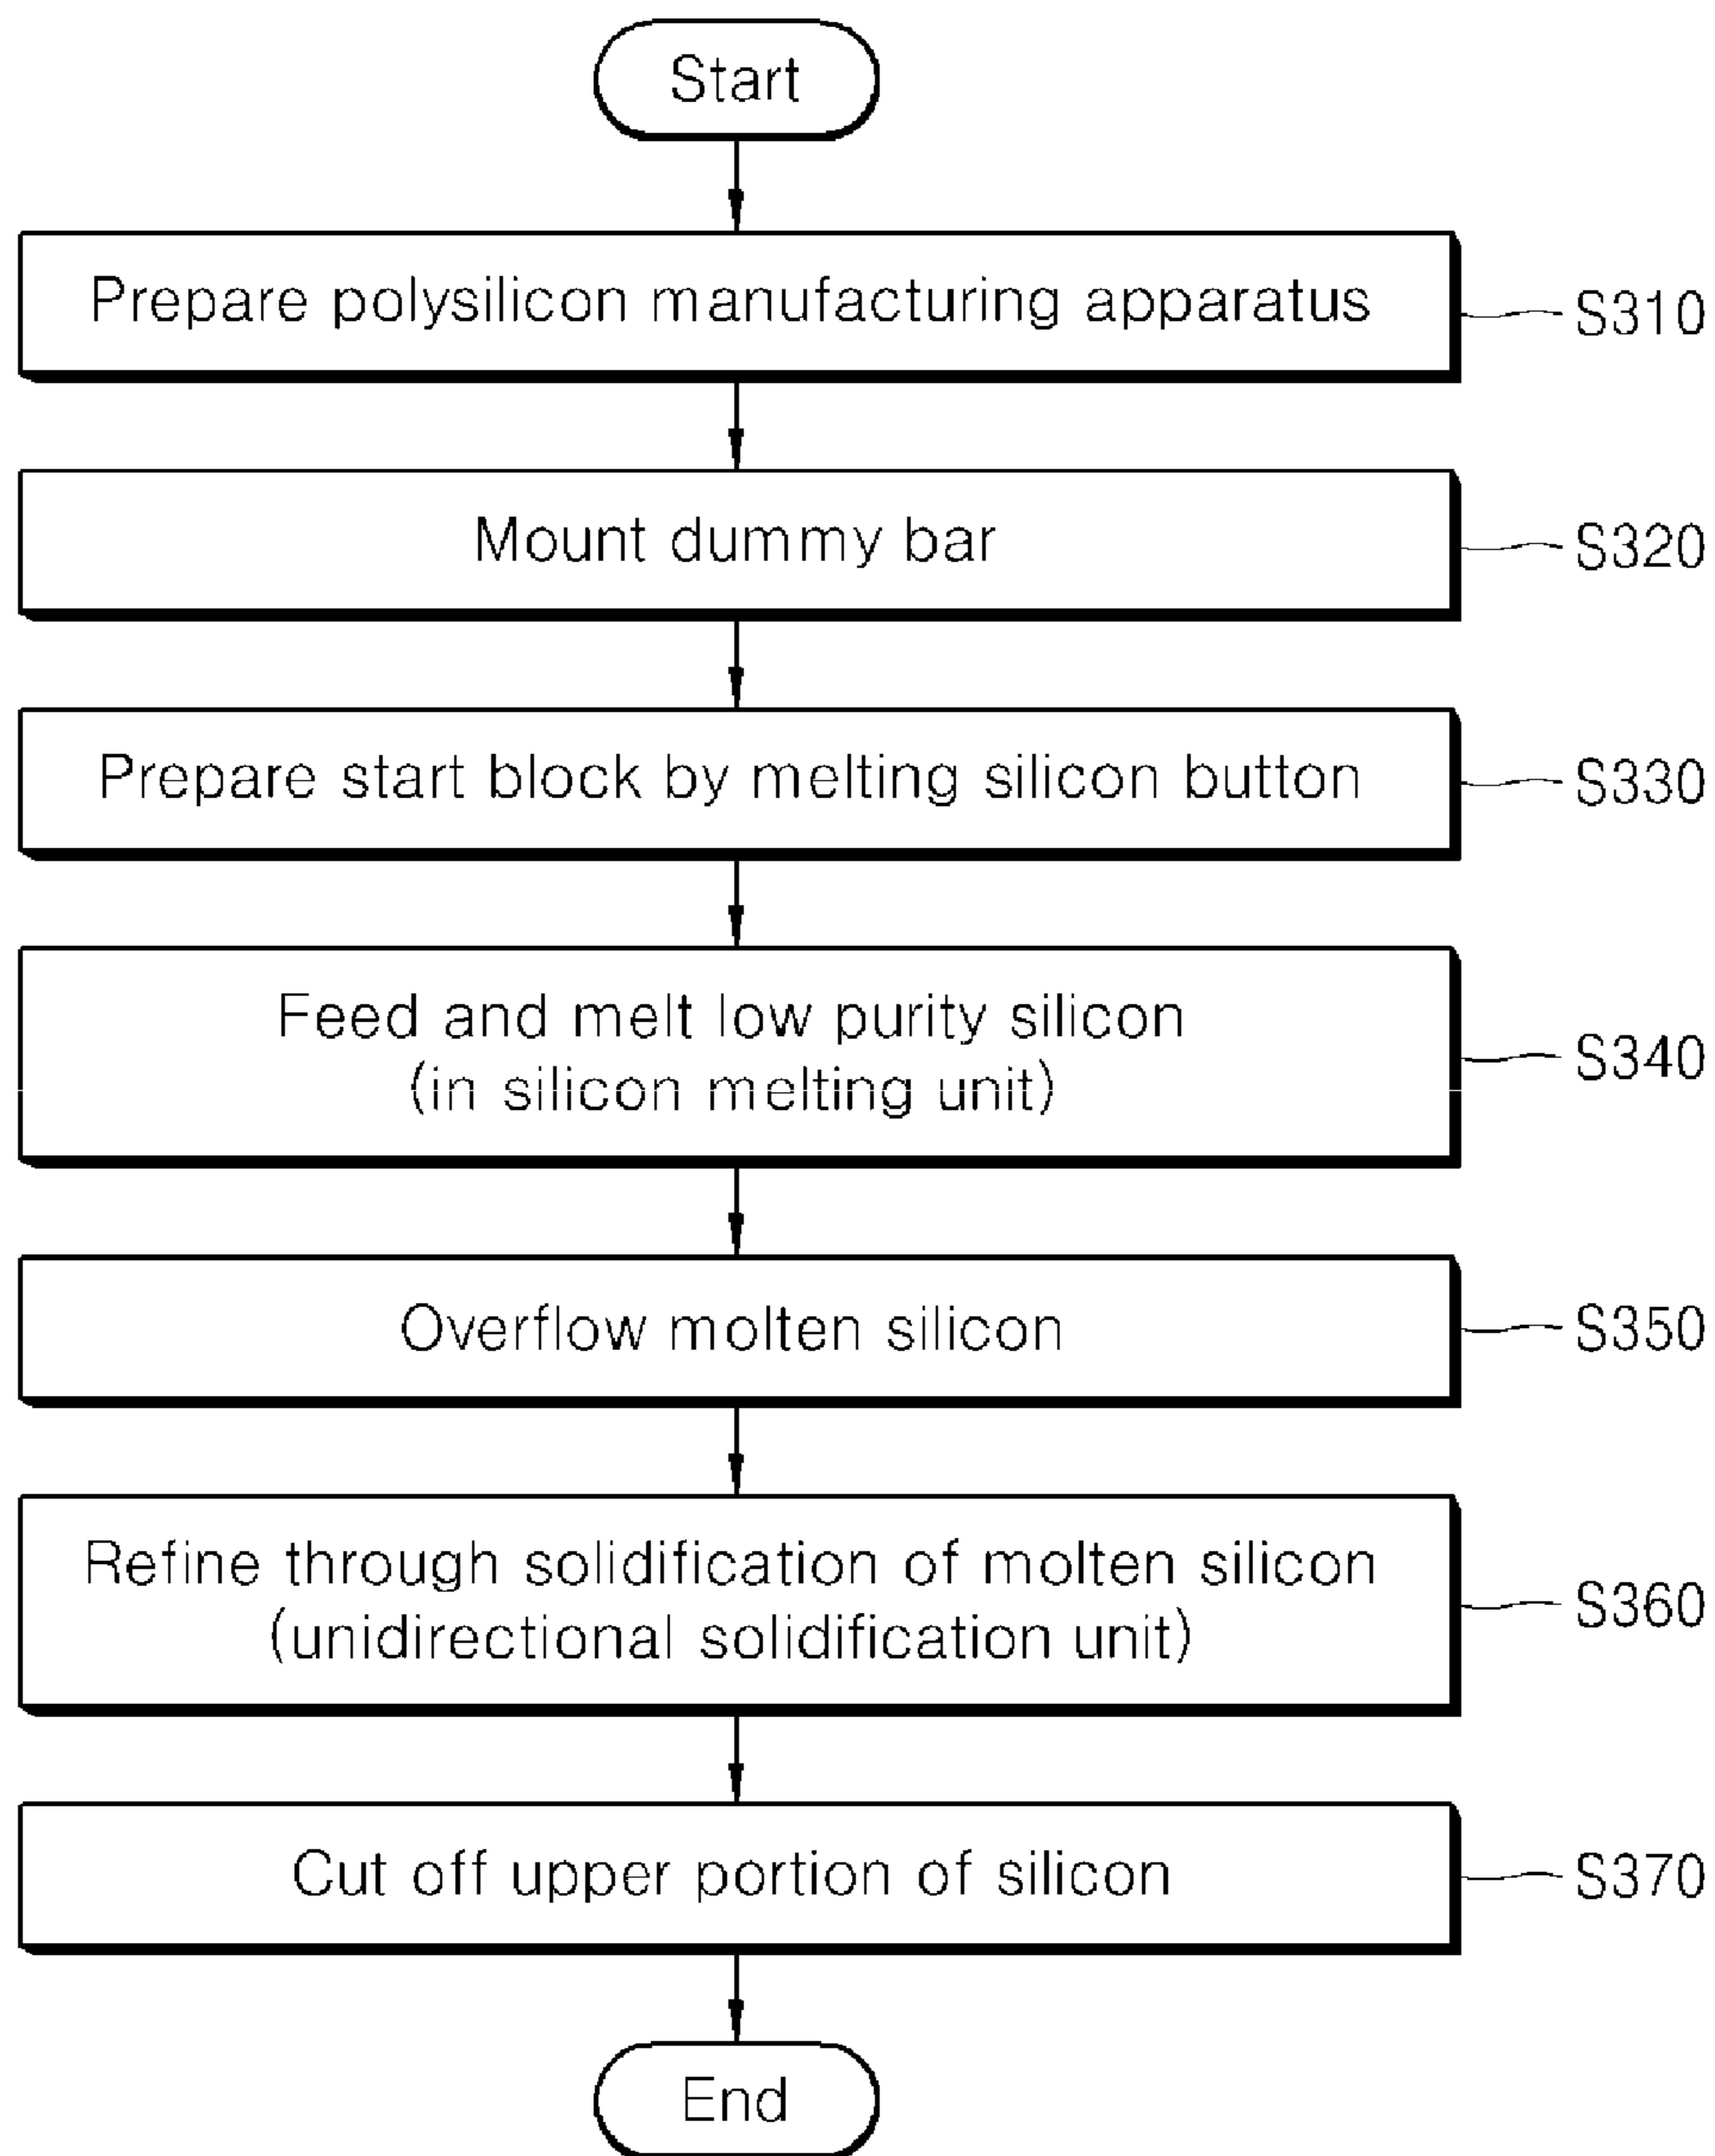 Start
Prepare polysilicon manufacturing apparatus
S310
Mount dummy bar
S320
Prepare start block by melting silicon button
S330
Feed and melt low purity silicon
(in silicon melting unit)
S340
Overflow molten silicon
S350
Refine through solidification of molten silicon
(unidirectional solidification unit)
S360
Cut off upper portion of silicon
S370
End